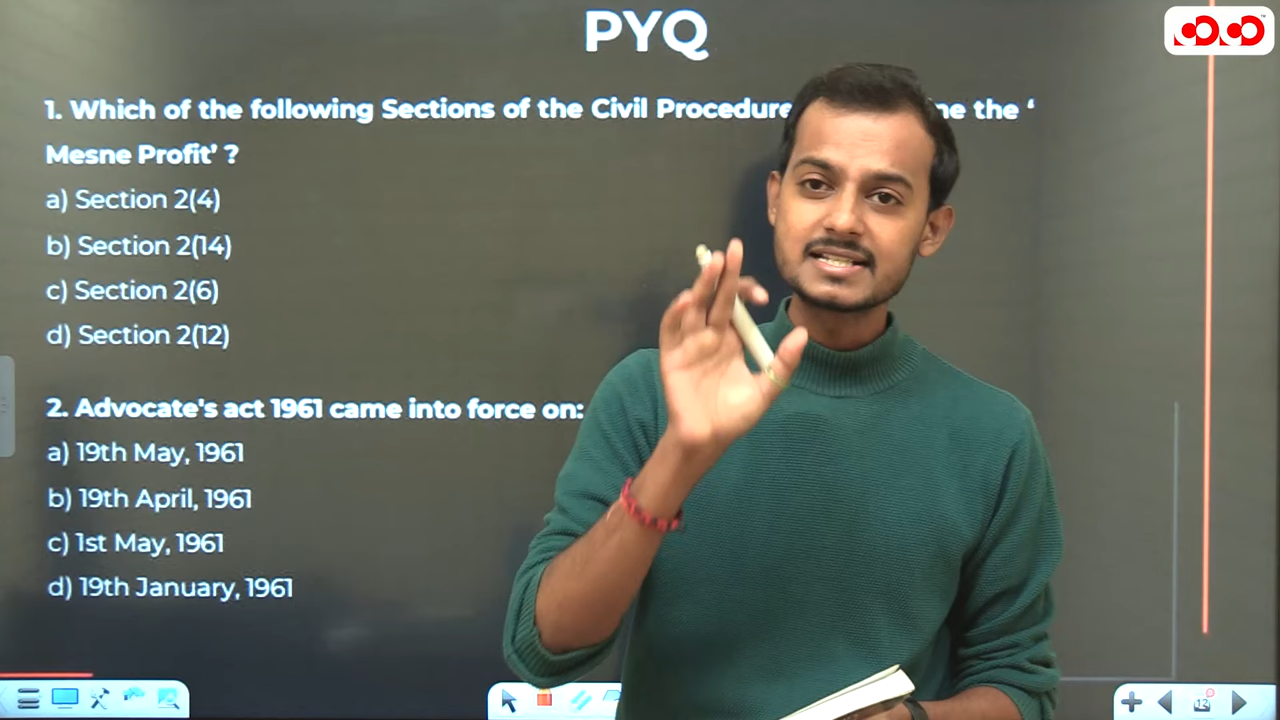 PYQ
1. Which of the following Sections of the Civil Procedure the ‘
Mesne Profit’ ?
a) Section 2(4)
b) Section 2(14)
c) Section 2(6)
d) Section 2(12)
2. Advocate's act 1961 came into force on:
a) 19th May, 1961
b) 19th April, 1961
c) 1st May, 1961
d) 19th January, 1961
12